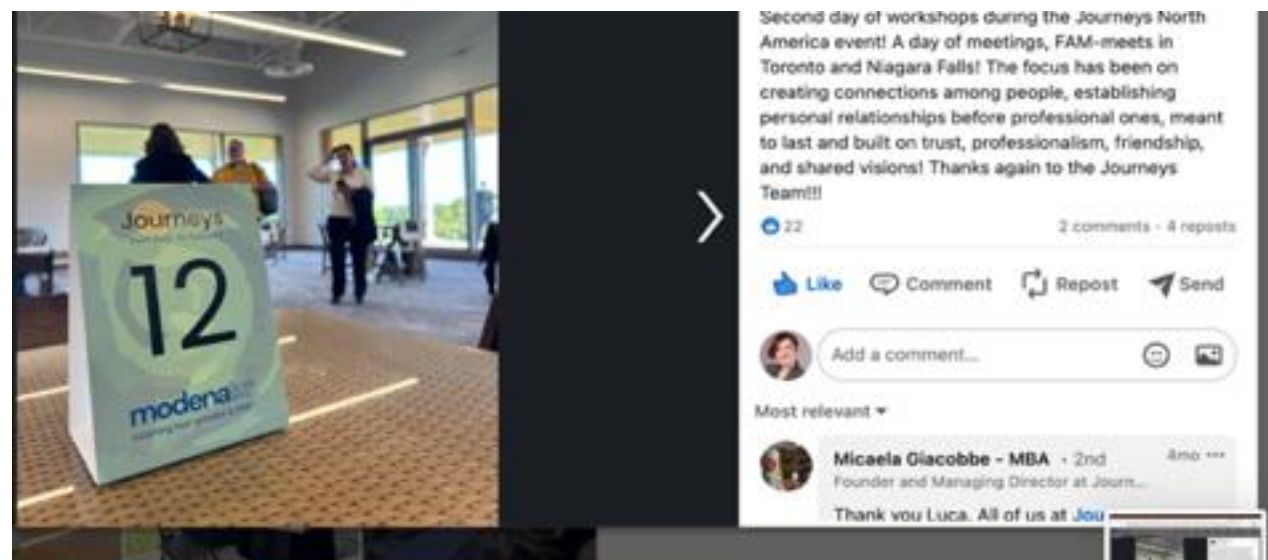 Journeys
12
modena
Second day of workshops during the Journeys North
America event! A day of meetings, FAM-meets in
Toronto and Niagara Falls! The focus has been on
creating connections among people, establishing
personal relationships before professional ones, meant
to last and built on trust, professionalism, friendship,
and shared visions! Thanks again to the Journeys
Team!!!
22
2 comments · 4 reposts
Like
Comment
Repost
Send
Add a comment...
Most relevant
Micaela Giacobbe - MBA · 2nd
4mo
Founder and Managing Director at Journ...
Thank you Luca. All of us at Jou